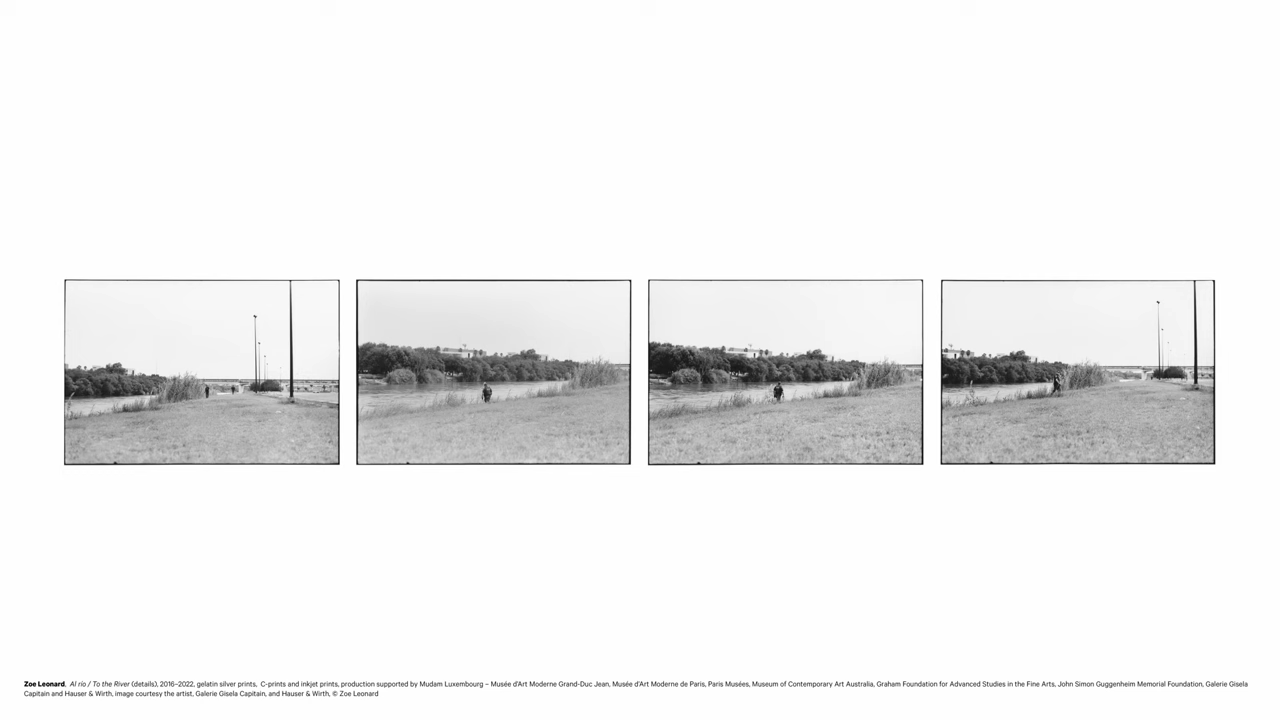 Zoe Leonard. Al río / To the River (details), 2016–2022, gelatin silver prints, C-prints and inkjet prints, production supported by Mudam Luxembourg – Musée d'Art Moderne Grand-Duc Jean, Musée d'Art Moderne de Paris, Paris Musées, Museum of Contemporary Art Australia, Graham Foundation for Advanced Studies in the Fine Arts, John Simon Guggenheim Memorial Foundation, Galerie Gisela
Capitain and Hauser & Wirth, image courtesy the artist, Galerie Gisela Capitain, and Hauser & Wirth, © Zoe Leonard